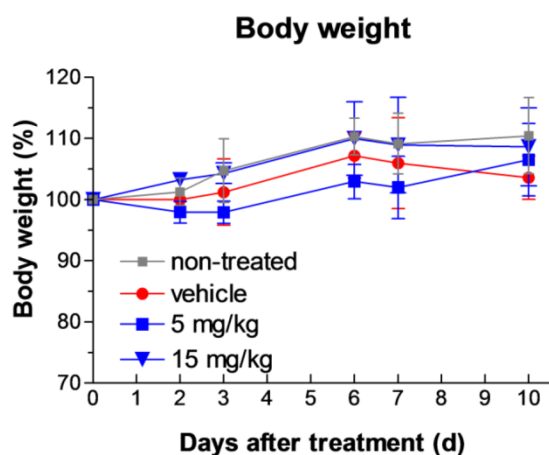 Body weight
Body weight (%)
120
110
100
90
80
70
non-treated
vehicle
5 mg/kg
15 mg/kg
0 1 2 3 4 5 6 7 8 9 10
Days after treatment (d)